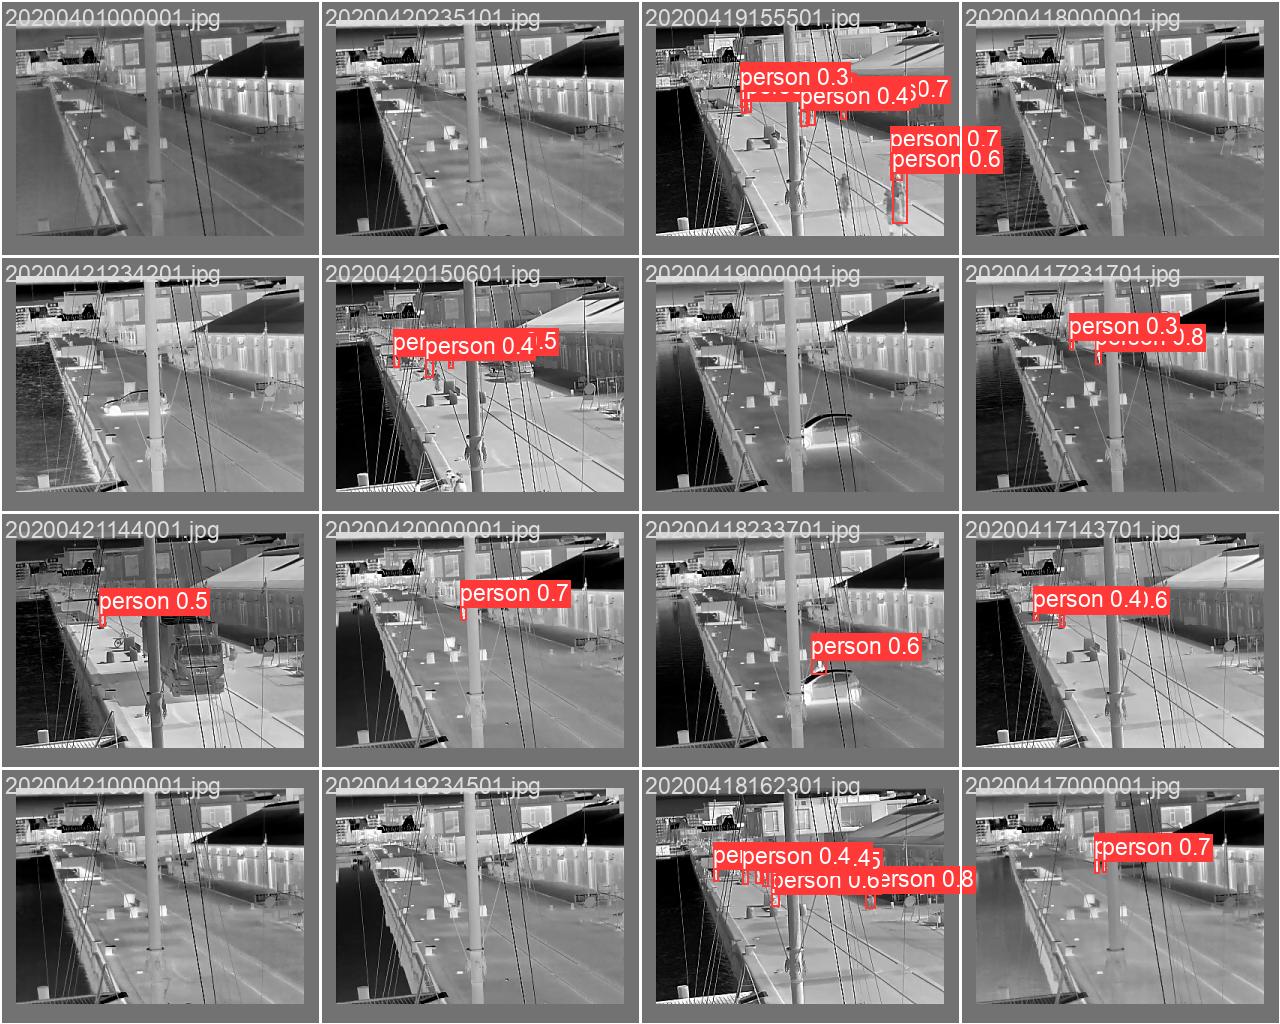 20200401000001.jpg
20200420235101.jpg
20200419155501.jpg
20200418000001.jpg
person 0.3
person 0.4
0.7
person 0.7
person 0.6
20200421234201.jpg
20200420150601.jpg
20200419000001.jpg
20200417231701.jpg
person 0.4
.5
person 0.3
0.8
20200421144001.jpg
20200420000001.jpg
20200418233701.jpg
20200417143701.jpg
person 0.5
person 0.7
person 0.6
person 0.4
.6
20200421000001.jpg
20200419234501.jpg
20200418162301.jpg
20200417000001.jpg
person 0.4
person 0.6
erson 0.8
person 0.7